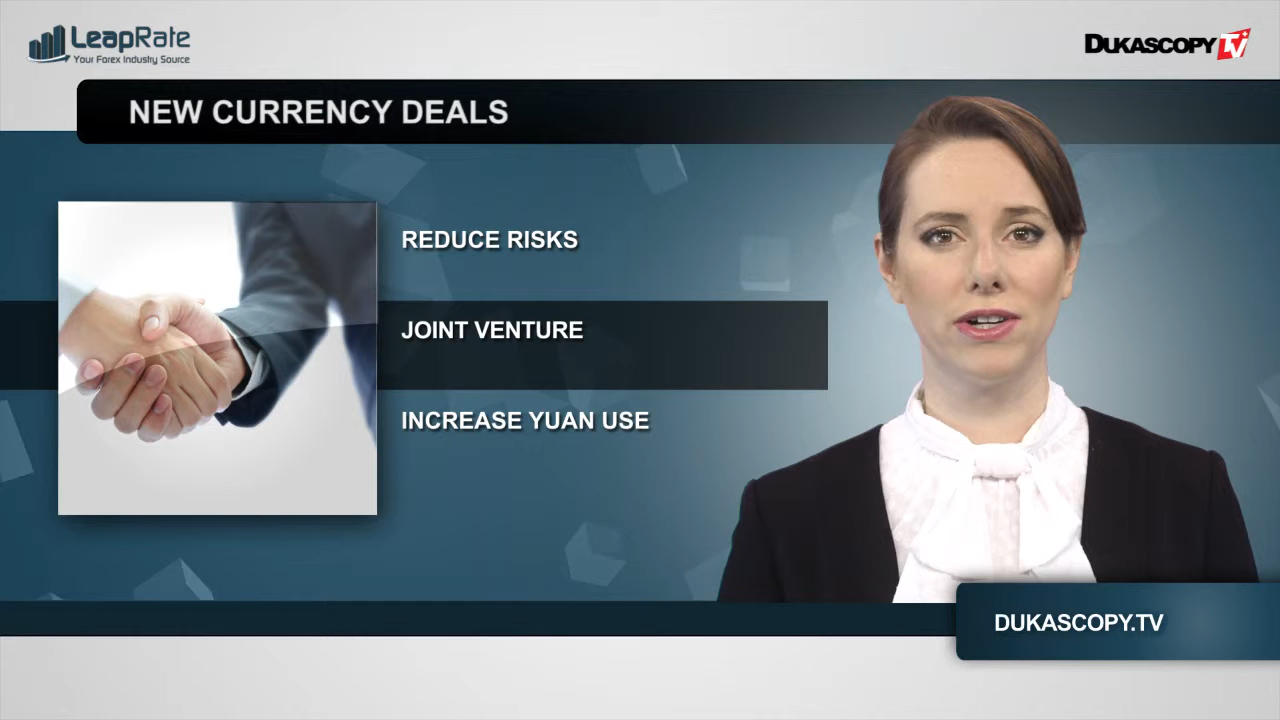 LeapRate
Your Forex Industry Source
DUKASCOPY TV
NEW CURRENCY DEALS
REDUCE RISKS
JOINT VENTURE
INCREASE YUAN USE
DUKASCOPY.TV